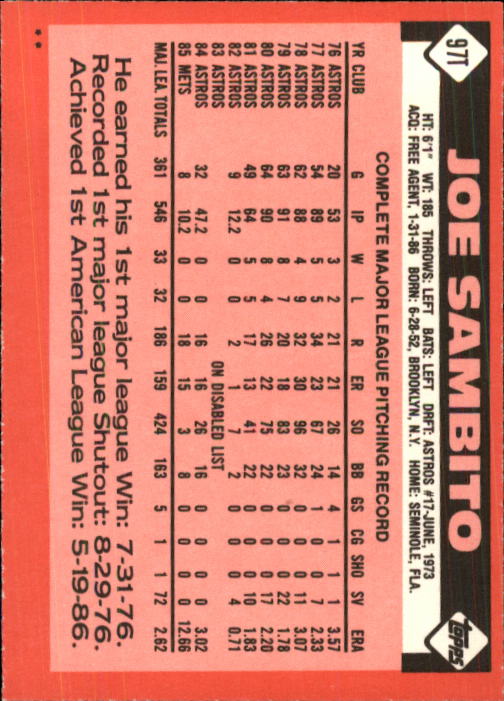 97T
JOE SAMBITO
topps
HT: 6'1" WT: 185 THROWS: LEFT BATS: LEFT DRFT: ASTROS #17-JUNE, 1973
ACQ: FREE AGENT, 1-31-86 BORN: 6-28-52, BROOKLYN, N.Y. HOME: SEMINOLE, FLA.
COMPLETE MAJOR LEAGUE PITCHING RECORD
YR CLUB G IP W L R ER SO BB GS CG SHO SV ERA
76 ASTROS 20 53 3 2 21 21 26 14 4 1 1 1 3.57
77 ASTROS 54 89 5 5 34 23 67 24 1 0 0 7 2.33
78 ASTROS 62 88 4 9 32 30 96 32 0 0 0 11 3.07
79 ASTROS 63 91 8 7 20 18 83 23 0 0 0 22 1.78
80 ASTROS 64 90 8 4 26 22 75 22 0 0 0 17 2.20
81 ASTROS 49 64 5 5 17 13 41 22 0 0 0 10 1.83
82 ASTROS 9 12.2 0 0 2 1 7 2 0 0 0 4 0.71
83 ASTROS ON DISABLED LIST
84 ASTROS 32 47.2 0 0 16 16 26 16 0 0 0 0 3.02
85 METS 8 10.2 0 0 18 15 3 8 0 0 0 0 12.66
MAJ. LEA. TOTALS 361 546 33 32 186 159 424 163 5 1 1 72 2.62
He earned his 1st major league Win: 7-31-76.
Recorded 1st major league Shutout: 8-29-76.
Achieved 1st American League Win: 5-19-86.
**